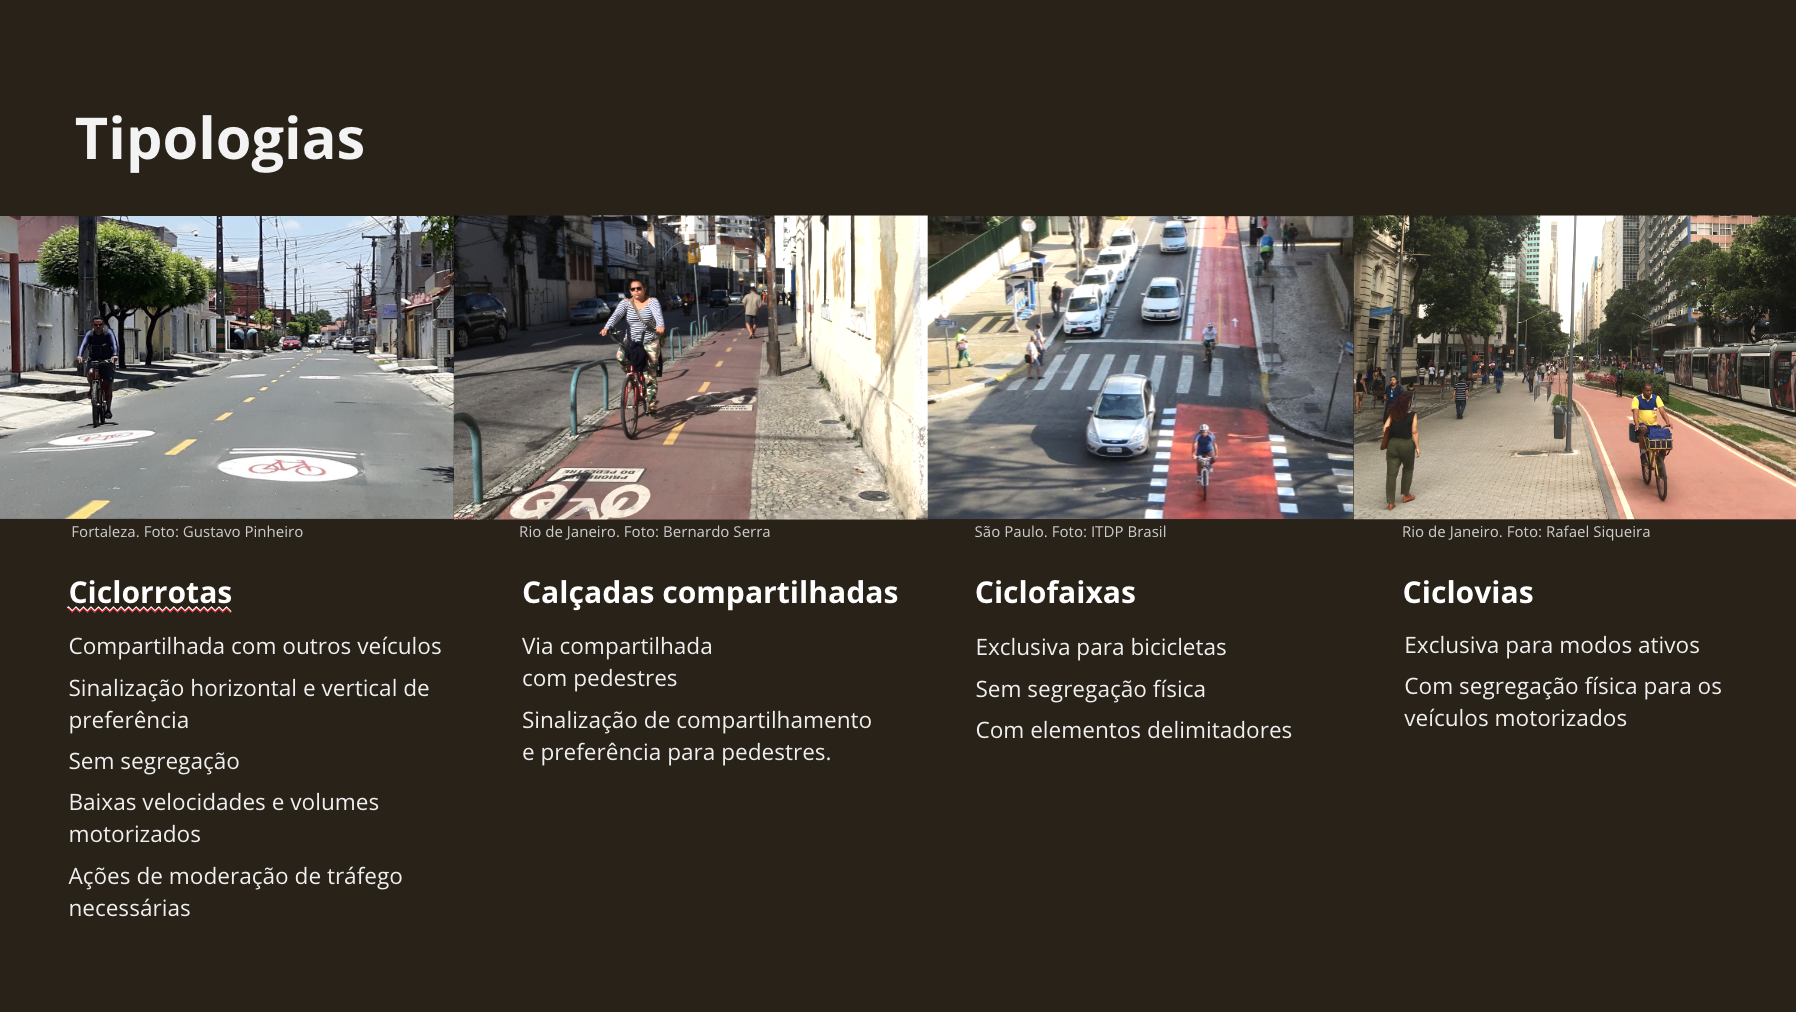 Tipologias
PRIORIDADE
DO PEDESTRE
Fortaleza. Foto: Gustavo Pinheiro
Rio de Janeiro. Foto: Bernardo Serra
São Paulo. Foto: ITDP Brasil
Rio de Janeiro. Foto: Rafael Siqueira
Ciclorrotas
Compartilhada com outros veículos
Sinalização horizontal e vertical de
preferência
Sem segregação
Baixas velocidades e volumes
motorizados
Ações de moderação de tráfego
necessárias
Calçadas compartilhadas
Via compartilhada
com pedestres
Sinalização de compartilhamento
e preferência para pedestres.
Ciclofaixas
Exclusiva para bicicletas
Sem segregação física
Com elementos delimitadores
Ciclovias
Exclusiva para modos ativos
Com segregação física para os
veículos motorizados